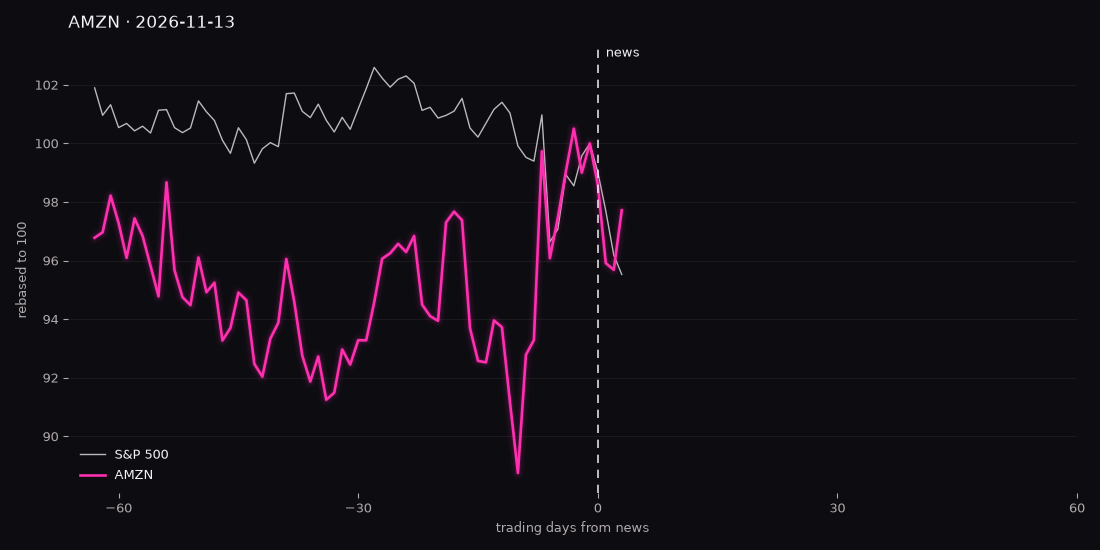 AMZN · 2026-11-13
news
102
100
98
96
94
92
90
rebased to 100
S&P 500
AMZN
−60
−30
0
30
60
trading days from news